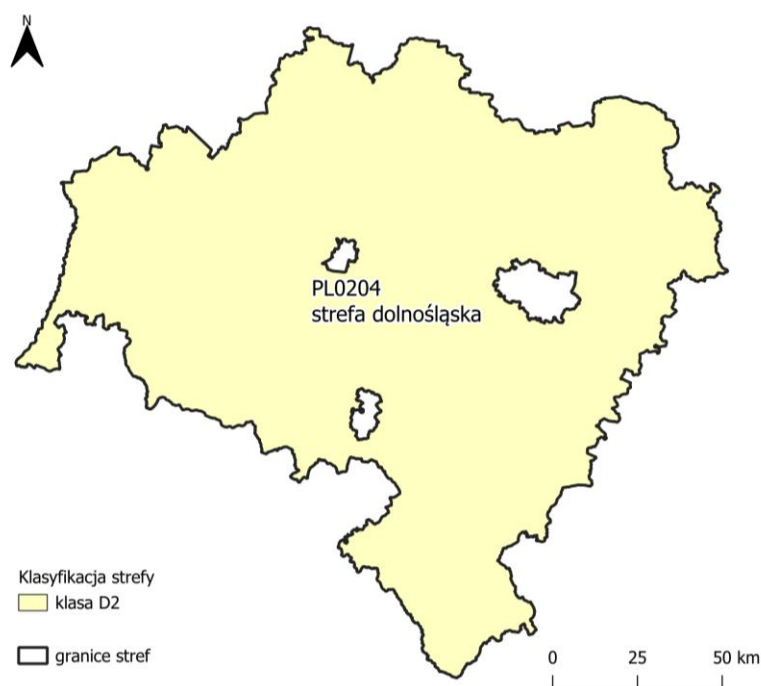 N
PL0204
strefa dolnośląska
Klasyfikacja strefy
klasa D2
granice stref
0 25 50 km